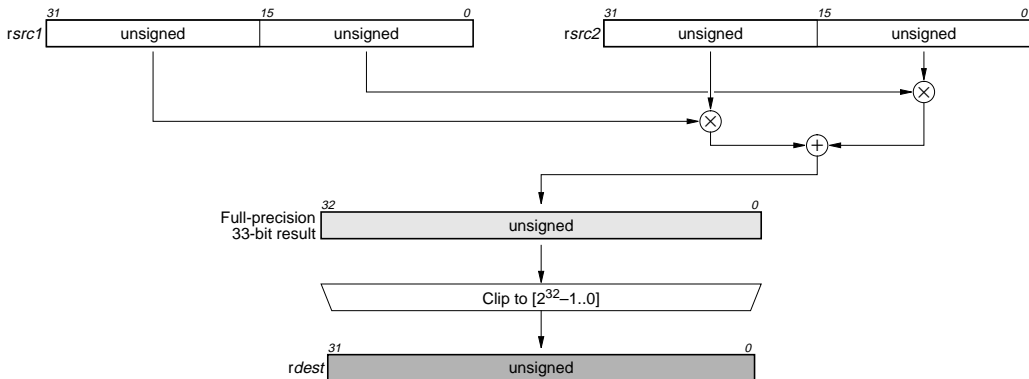 31 15 0 31 15 0
rsrc1 unsigned unsigned rsrc2 unsigned unsigned
×
×
+
32 0
Full-precision
33-bit result
unsigned
Clip to [2³²–1..0]
31 0
rdest unsigned